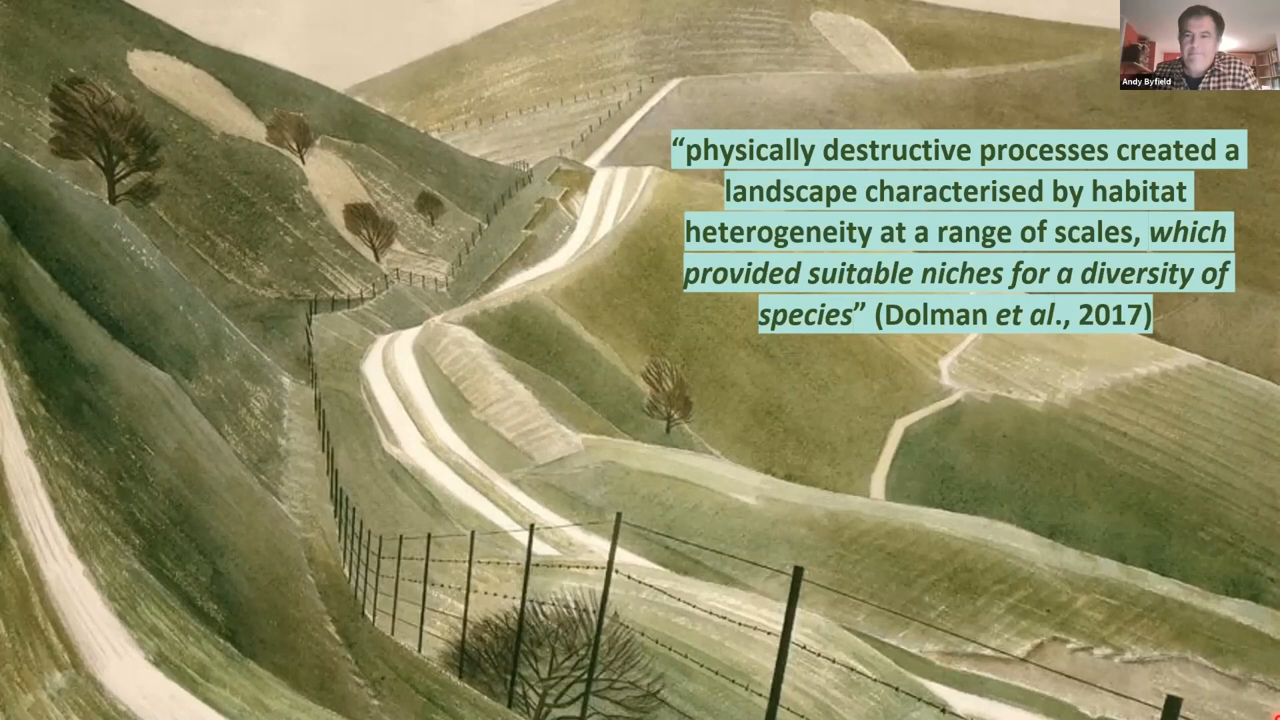 Andy Byfield
“physically destructive processes created a
landscape characterised by habitat
heterogeneity at a range of scales, which
provided suitable niches for a diversity of
species” (Dolman et al., 2017)